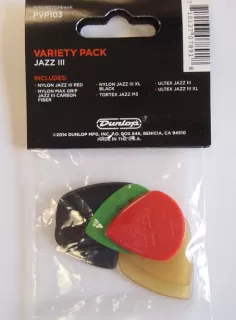 PVP103
VARIETY PACK
JAZZ III
INCLUDES:
• NYLON JAZZ III RED
• NYLON MAX GRIP
JAZZ III CARBON
FIBER
• NYLON JAZZ III XL
BLACK
• TORTEX JAZZ M3
• ULTEX JAZZ III
• ULTEX JAZZ III XL
Dunlop
©2014 DUNLOP MFG., INC. P.O. BOX 846, BENICIA, CA 94510
MADE IN THE U.S.A.